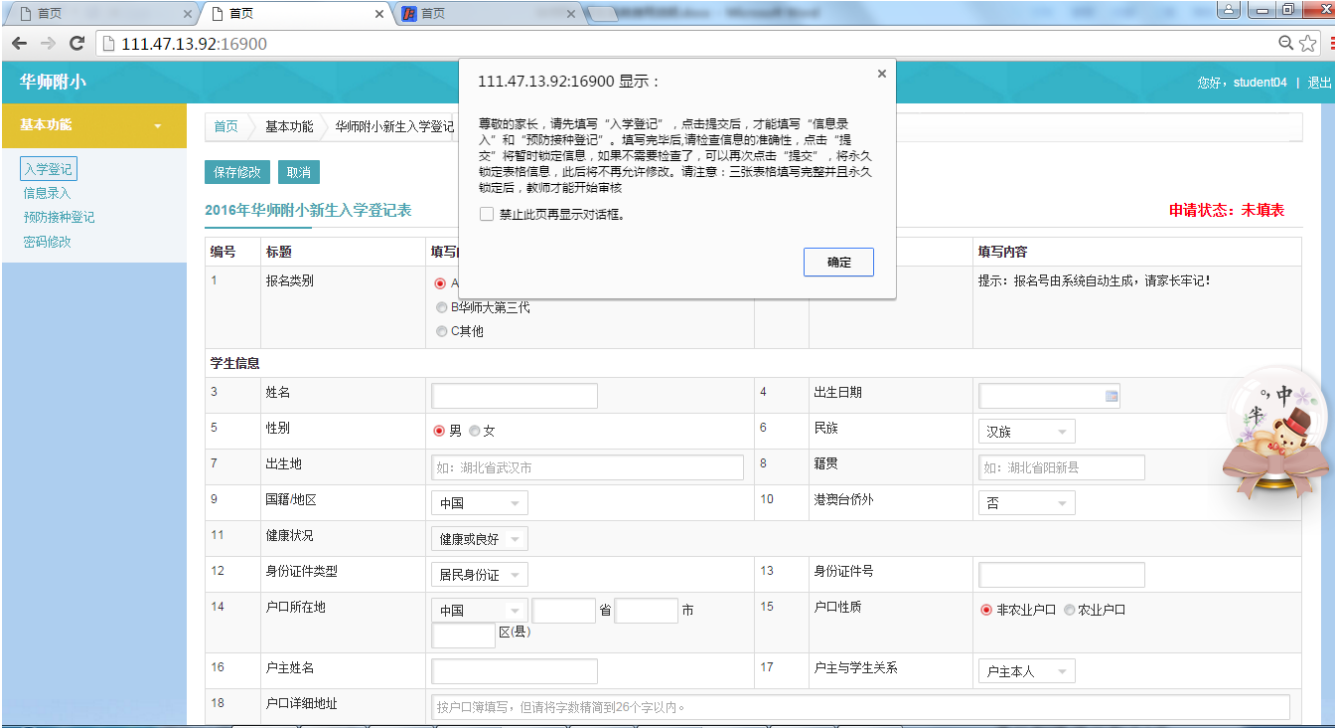 首页
首页
首页
Microsoft Word
111.47.13.92:16900
华师附小
您好，student04 | 退出
基本功能
首页 基本功能 华师附小新生入学登记
111.47.13.92:16900 显示：
尊敬的家长，请先填写“入学登记”，点击提交后，才能填写“信息录
入”和“预防接种登记”。填写完毕后,请检查信息的准确性，点击“提
交”将暂时锁定信息，如果不需要检查了，可以再次点击“提交”，将永久
锁定表格信息，此后将不再允许修改。请注意：三张表格填写完整并且永久
锁定后，教师才能开始审核
禁止此页再显示对话框。
确定
入学登记
信息录入
预防接种登记
密码修改
保存修改 取消
2016年华师附小新生入学登记表
申请状态：未填表
编号 标题 填写 填写内容
1 报名类别 A 提示：报名号由系统自动生成，请家长牢记！
B华师大第三代
C其他
学生信息
3 姓名 4 出生日期
5 性别 男 女 6 民族 汉族
7 出生地 如：湖北省武汉市 8 籍贯 如：湖北省阳新县
9 国籍/地区 中国 10 港澳台侨外 否
11 健康状况 健康或良好
12 身份证件类型 居民身份证 13 身份证件号
14 户口所在地 中国 省 市 15 户口性质 非农业户口 农业户口
区(县)
16 户主姓名 17 户主与学生关系 户主本人
18 户口详细地址 按户口簿填写，但请将字数精简到26个字以内。
中
半